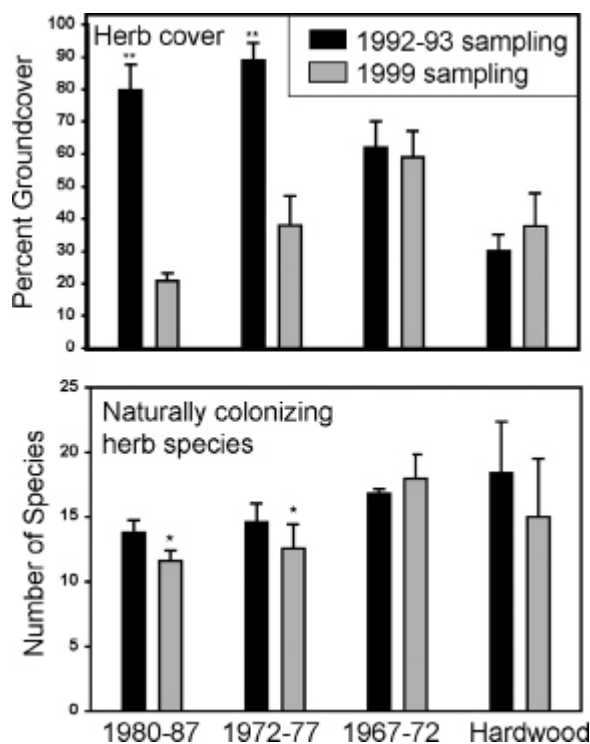 Herb cover
1992-93 sampling
1999 sampling
Percent Groundcover
100
90
80
70
60
50
40
30
20
10
0
**
**
Naturally colonizing
herb species
Number of Species
25
20
15
10
5
0
*
*
1980-87 1972-77 1967-72 Hardwood